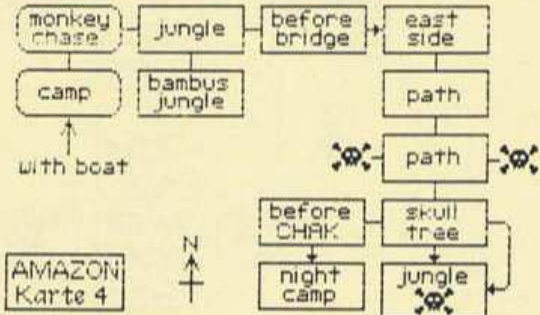 monkey
chase
jungle
before
bridge
east
side
camp
bambus
jungle
path
with boat
path
before
CHAK
skull
tree
AMAZON
Karte 4
N
night
camp
jungle